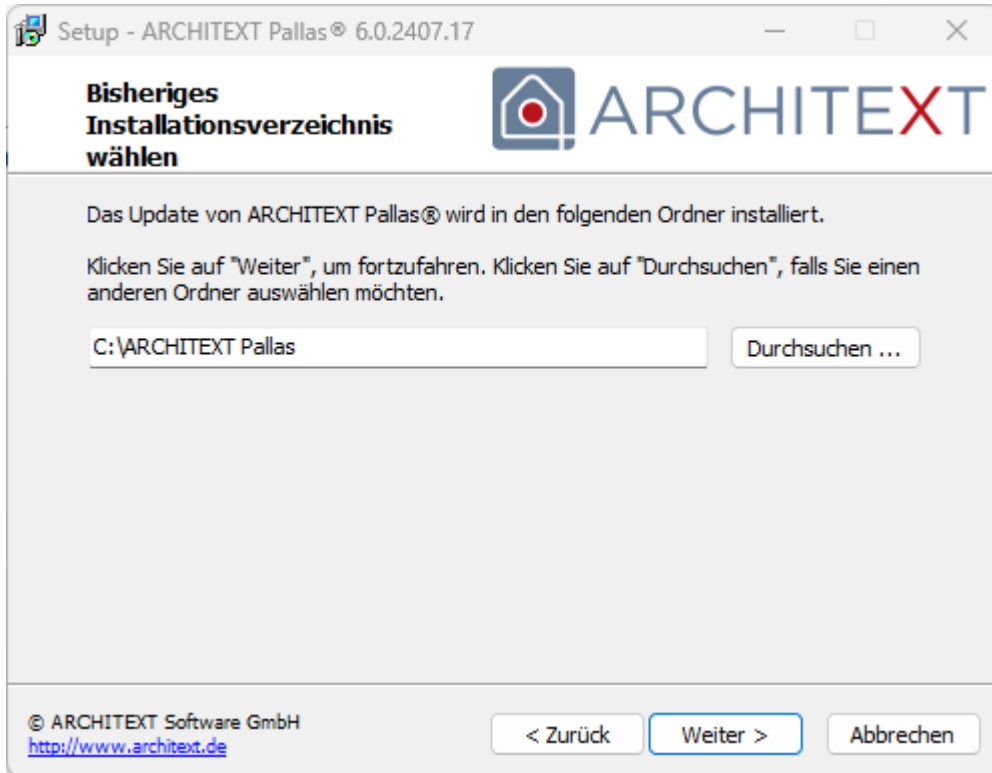 Setup - ARCHITEXT Pallas® 6.0.2407.17
Bisheriges
Installationsverzeichnis
wählen
ARCHITEXT
Das Update von ARCHITEXT Pallas® wird in den folgenden Ordner installiert.
Klicken Sie auf "Weiter", um fortzufahren. Klicken Sie auf "Durchsuchen", falls Sie einen
anderen Ordner auswählen möchten.
C:\ARCHITEXT Pallas
Durchsuchen ...
© ARCHITEXT Software GmbH
http://www.architext.de
< Zurück
Weiter >
Abbrechen